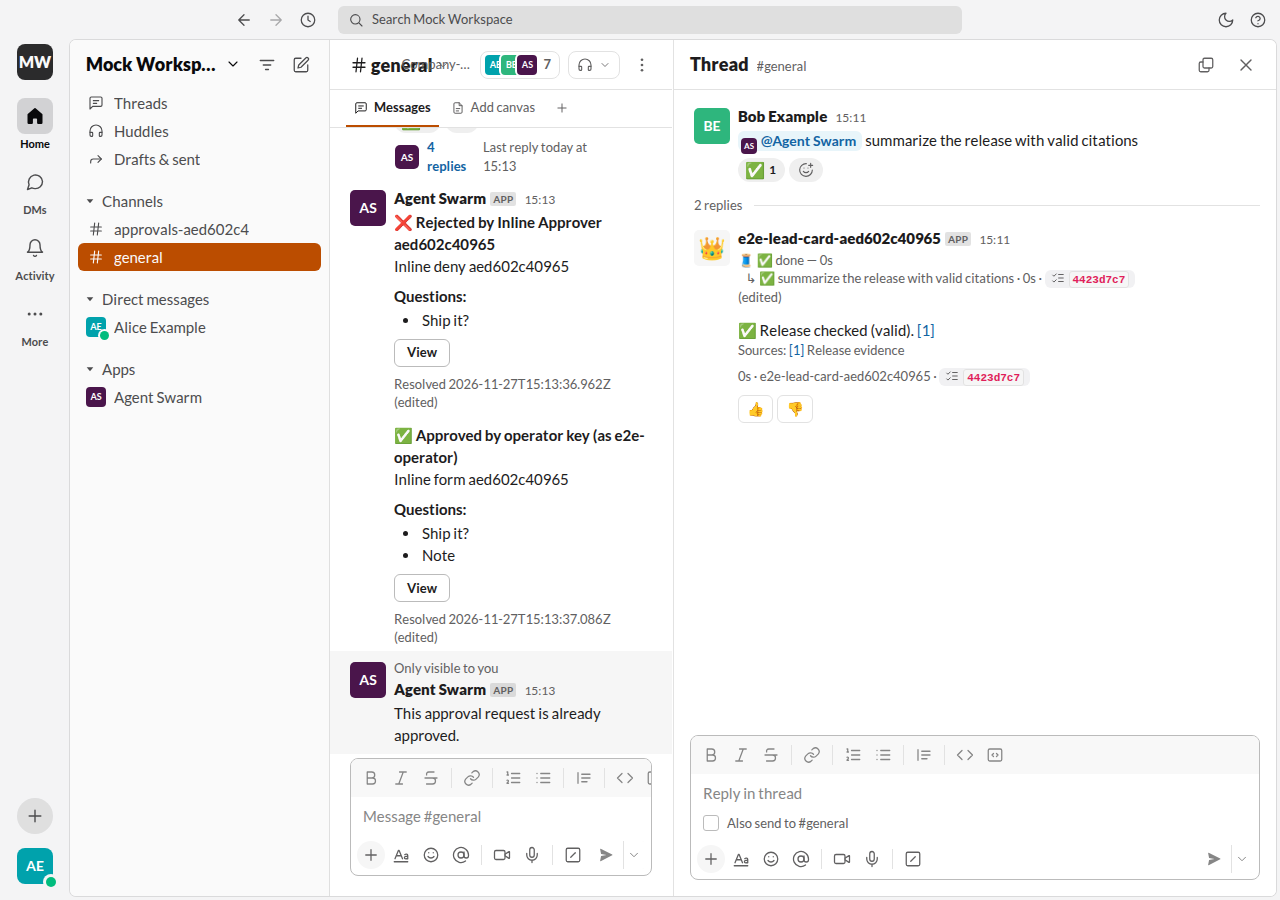 Search Mock Workspace
MW
Home
DMs
Activity
More
AE
Mock Worksp...
Threads
Huddles
Drafts & sent
Channels
# approvals-aed602c4
# general
Direct messages
AE Alice Example
Apps
AS Agent Swarm
# general
Company-...
AE BE AS 7
Messages
Add canvas
AS 4 replies
Last reply today at 15:13
AS
Agent Swarm APP 15:13
❌ Rejected by Inline Approver
aed602c40965
Inline deny aed602c40965
Questions:
• Ship it?
View
Resolved 2026-11-27T15:13:36.962Z
(edited)
✅ Approved by operator key (as e2e-
operator)
Inline form aed602c40965
Questions:
• Ship it?
• Note
View
Resolved 2026-11-27T15:13:37.086Z
(edited)
Only visible to you
AS
Agent Swarm APP 15:13
This approval request is already
approved.
Message #general
Thread #general
BE
Bob Example 15:11
AS @Agent Swarm summarize the release with valid citations
✅ 1
2 replies
e2e-lead-card-aed602c40965 APP 15:11
🧵 ✅ done — 0s
↳ ✅ summarize the release with valid citations · 0s · 4423d7c7
(edited)
✅ Release checked (valid). [1]
Sources: [1] Release evidence
0s · e2e-lead-card-aed602c40965 · 4423d7c7
👍 👎
Reply in thread
Also send to #general